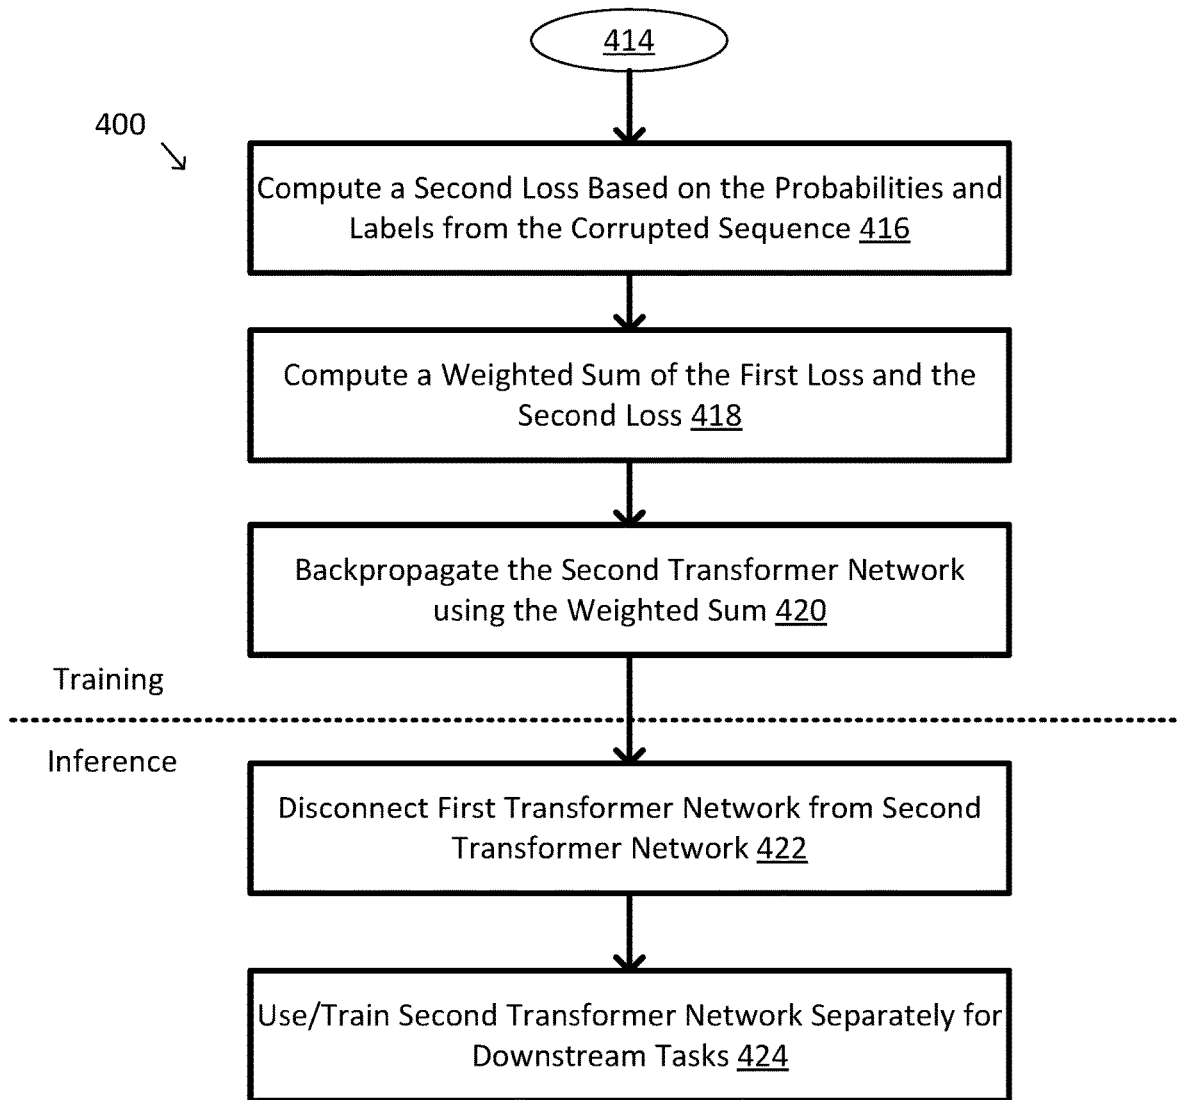 414
400
Compute a Second Loss Based on the Probabilities and
Labels from the Corrupted Sequence 416
Compute a Weighted Sum of the First Loss and the
Second Loss 418
Backpropagate the Second Transformer Network
using the Weighted Sum 420
Training
Inference
Disconnect First Transformer Network from Second
Transformer Network 422
Use/Train Second Transformer Network Separately for
Downstream Tasks 424